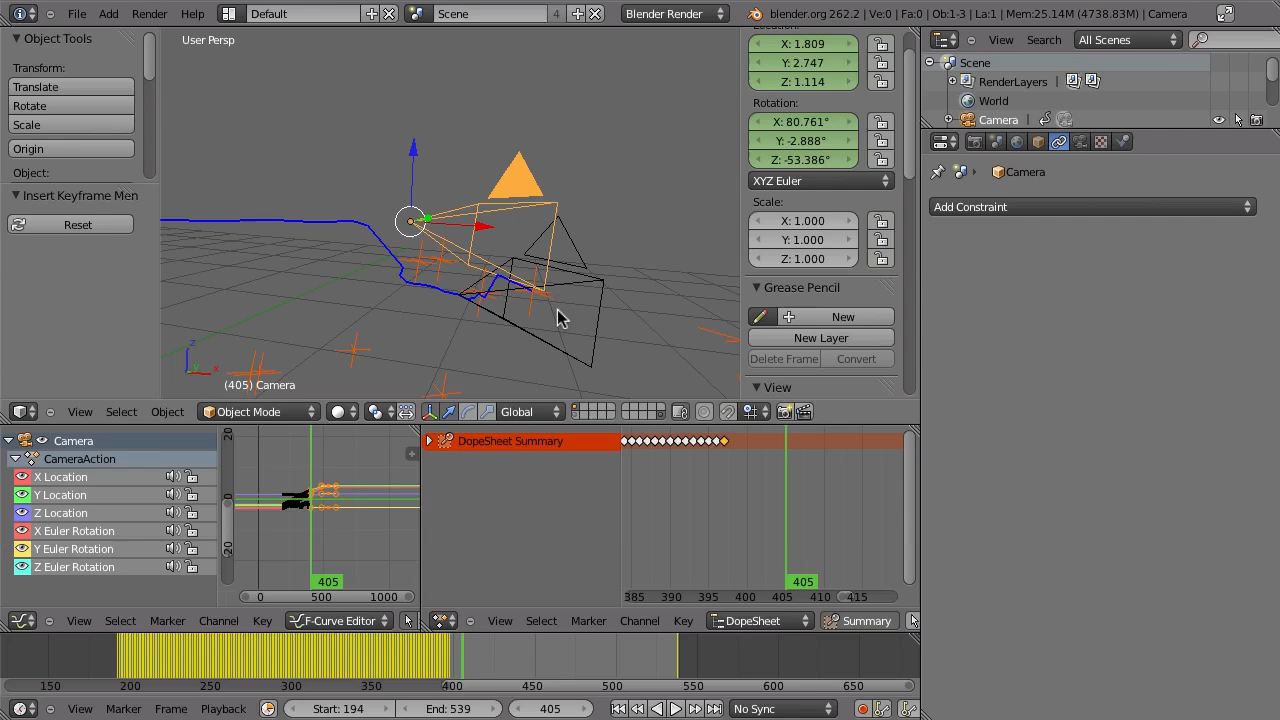 File Add Render Help Default Scene 4 Blender Render blender.org 262.2 | Ve:0 | Fa:0 | Ob:1-3 | La:1 | Mem:25.14M (4738.83M) | Camera
Object Tools
Transform:
Translate
Rotate
Scale
Origin
Object:
Insert Keyframe Men
Reset
User Persp
(405) Camera
z
x
Location:
X: 1.809
Y: 2.747
Z: 1.114
Rotation:
X: 80.761°
Y: -2.888°
Z: -53.386°
XYZ Euler
Scale:
X: 1.000
Y: 1.000
Z: 1.000
Grease Pencil
New
New Layer
Delete Frame Convert
View
View Search All Scenes
Scene
RenderLayers |
World
Camera |
Camera
Add Constraint
View Select Object Object Mode Global
Camera
CameraAction
X Location
Y Location
Z Location
X Euler Rotation
Y Euler Rotation
Z Euler Rotation
405
0 500 1000
DopeSheet Summary
405
385 390 395 400 405 410 415
View Select Marker Channel Key F-Curve Editor
View Select Marker Channel Key DopeSheet Summary
150 200 250 300 350 400 450 500 550 600 650
View Marker Frame Playback Start: 194 End: 539 405 No Sync